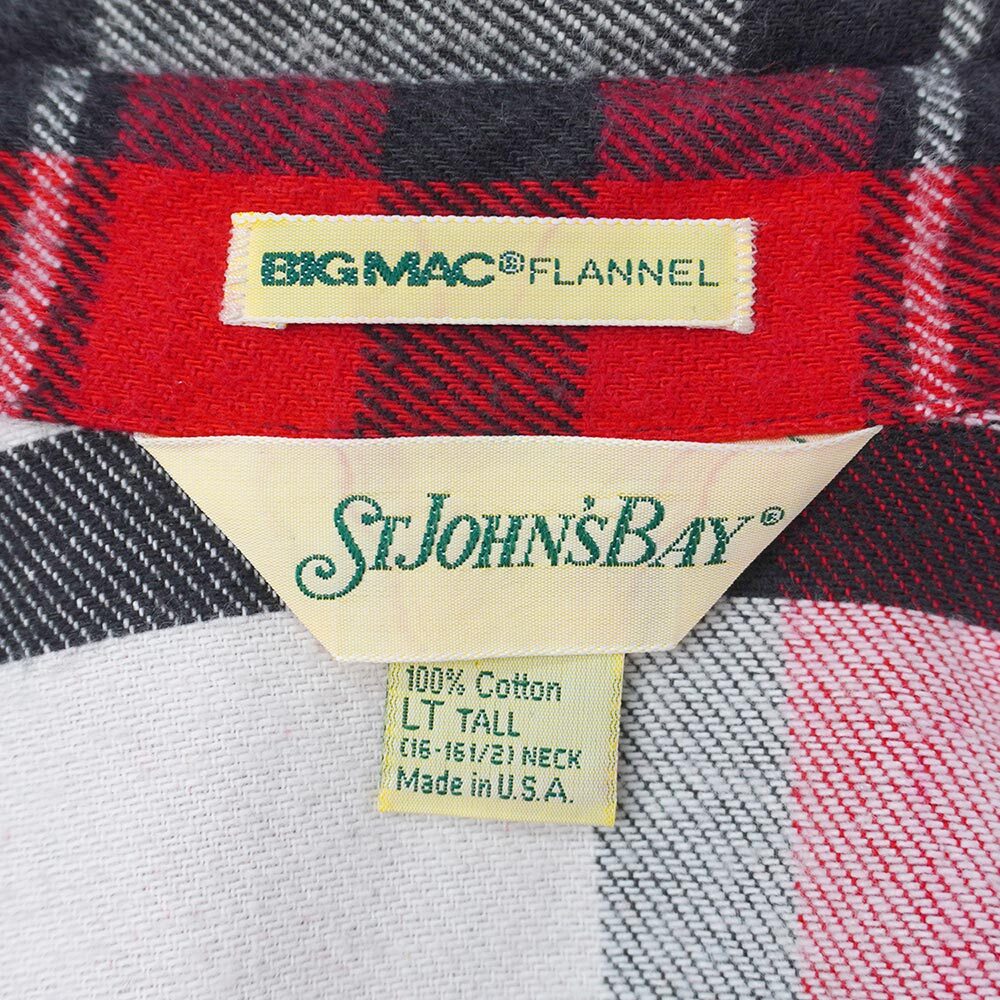 BIG MAC® FLANNEL
ST. JOHN'S BAY®
100% Cotton
LT TALL
(16-16 1/2) NECK
Made in U.S.A.